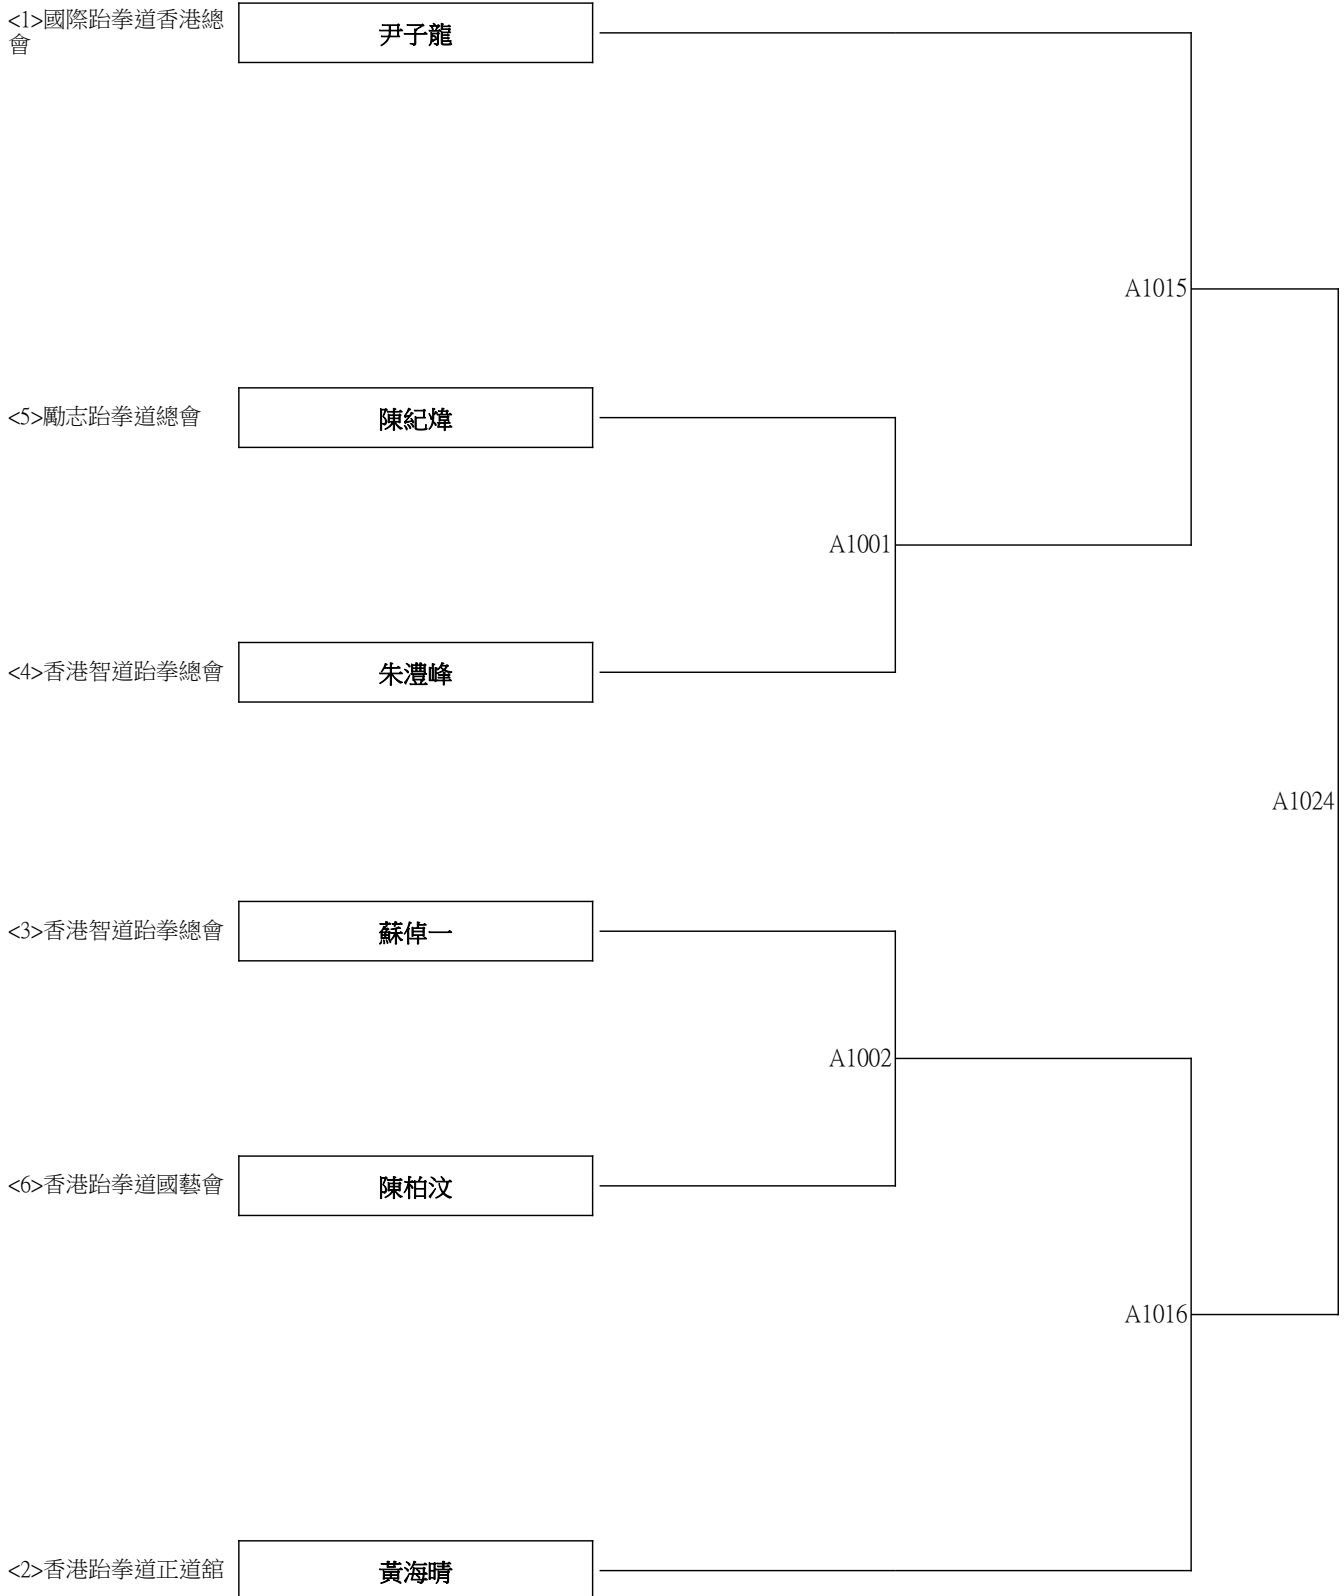 <1>國際跆拳道香港總
會
尹子龍
A1015
<5>勵志跆拳道總會
陳紀煒
A1001
<4>香港智道跆拳總會
朱澧峰
A1024
<3>香港智道跆拳總會
蘇倬一
A1002
<6>香港跆拳道國藝會
陳柏汶
A1016
<2>香港跆拳道正道舘
黃海晴